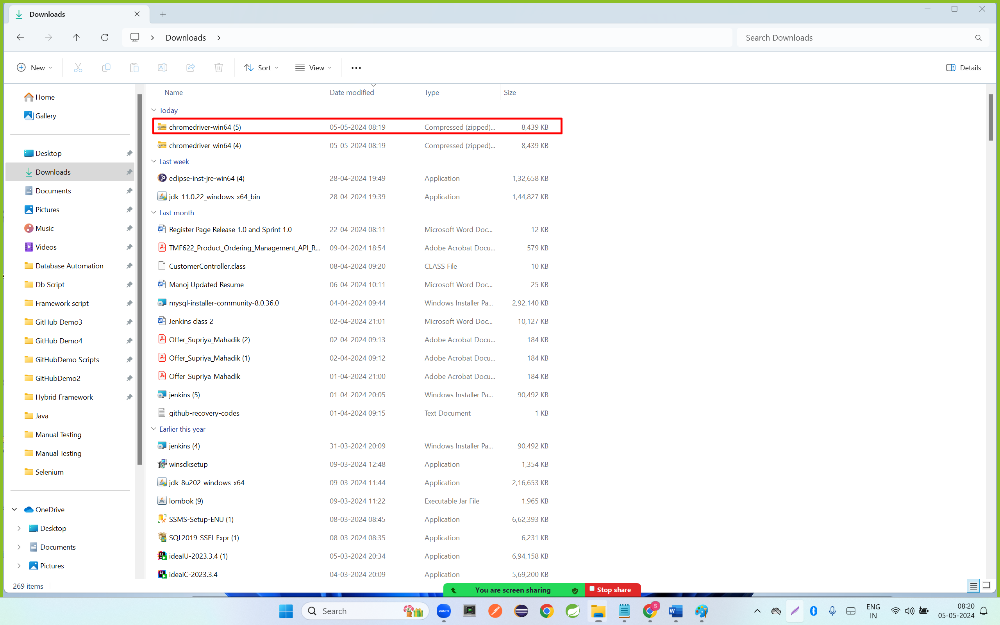 Downloads
Downloads
Search Downloads
New
Sort
View
Details
Name Date modified Type Size
Home
Gallery
Desktop
Downloads
Documents
Pictures
Music
Videos
Database Automation
Db Script
Framework script
GitHub Demo3
GitHub Demo4
GitHubDemo Scripts
GitHubDemo2
Hybrid Framework
Java
Manual Testing
Manual Testing
Selenium
OneDrive
Desktop
Documents
Pictures
Today
chromedriver-win64 (5) 05-05-2024 08:19 Compressed (zipped)... 8,439 KB
chromedriver-win64 (4) 05-05-2024 08:19 Compressed (zipped)... 8,439 KB
Last week
eclipse-inst-jre-win64 (4) 28-04-2024 19:49 Application 1,32,658 KB
jdk-11.0.22_windows-x64_bin 28-04-2024 19:39 Application 1,44,827 KB
Last month
Register Page Release 1.0 and Sprint 1.0 22-04-2024 08:11 Microsoft Word Doc... 12 KB
TMF622_Product_Ordering_Management_API_R... 09-04-2024 18:54 Adobe Acrobat Docu... 579 KB
CustomerController.class 08-04-2024 09:20 CLASS File 10 KB
Manoj Updated Resume 06-04-2024 10:11 Microsoft Word Doc... 25 KB
mysql-installer-community-8.0.36.0 04-04-2024 09:44 Windows Installer Pa... 2,92,140 KB
Jenkins class 2 02-04-2024 21:01 Microsoft Word Doc... 10,127 KB
Offer_Supriya_Mahadik (2) 02-04-2024 09:13 Adobe Acrobat Docu... 184 KB
Offer_Supriya_Mahadik (1) 02-04-2024 09:12 Adobe Acrobat Docu... 184 KB
Offer_Supriya_Mahadik 01-04-2024 21:00 Adobe Acrobat Docu... 184 KB
jenkins (5) 01-04-2024 20:05 Windows Installer Pa... 90,492 KB
github-recovery-codes 01-04-2024 09:15 Text Document 1 KB
Earlier this year
jenkins (4) 31-03-2024 20:09 Windows Installer Pa... 90,492 KB
winsdksetup 09-03-2024 12:48 Application 1,354 KB
jdk-8u202-windows-x64 09-03-2024 11:44 Application 2,16,653 KB
lombok (9) 09-03-2024 11:22 Executable Jar File 1,965 KB
SSMS-Setup-ENU (1) 08-03-2024 08:45 Application 6,62,393 KB
SQL2019-SSEI-Expr (1) 08-03-2024 08:35 Application 6,231 KB
ideaIU-2023.3.4 (1) 05-03-2024 20:34 Application 6,94,158 KB
ideaIC-2023.3.4 04-03-2024 20:09 Application 5,69,200 KB
269 items
You are screen sharing Stop share
Search
zoom
S
W
ENG
IN
08:20
05-05-2024